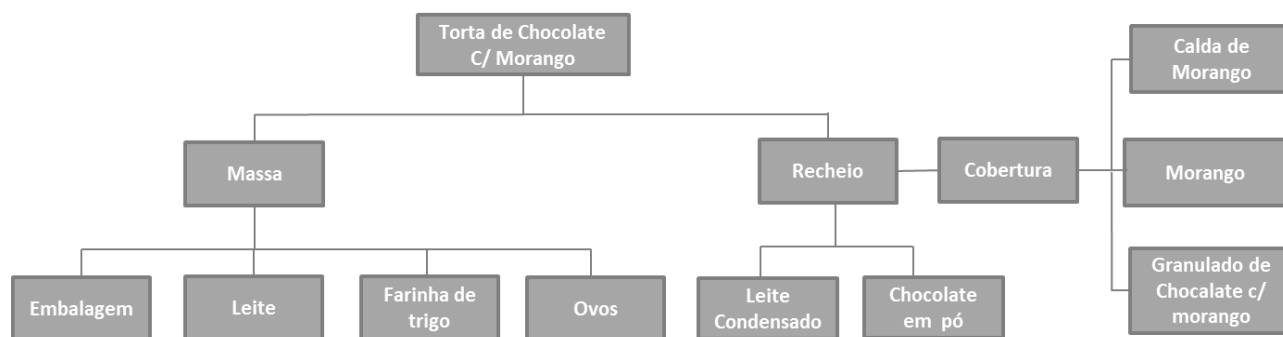 Torta de Chocolate
C/ Morango
Calda de
Morango
Massa
Recheio
Cobertura
Morango
Embalagem
Leite
Farinha de
trigo
Ovos
Leite
Condensado
Chocolate
em pó
Granulado de
Chocalate c/
morango